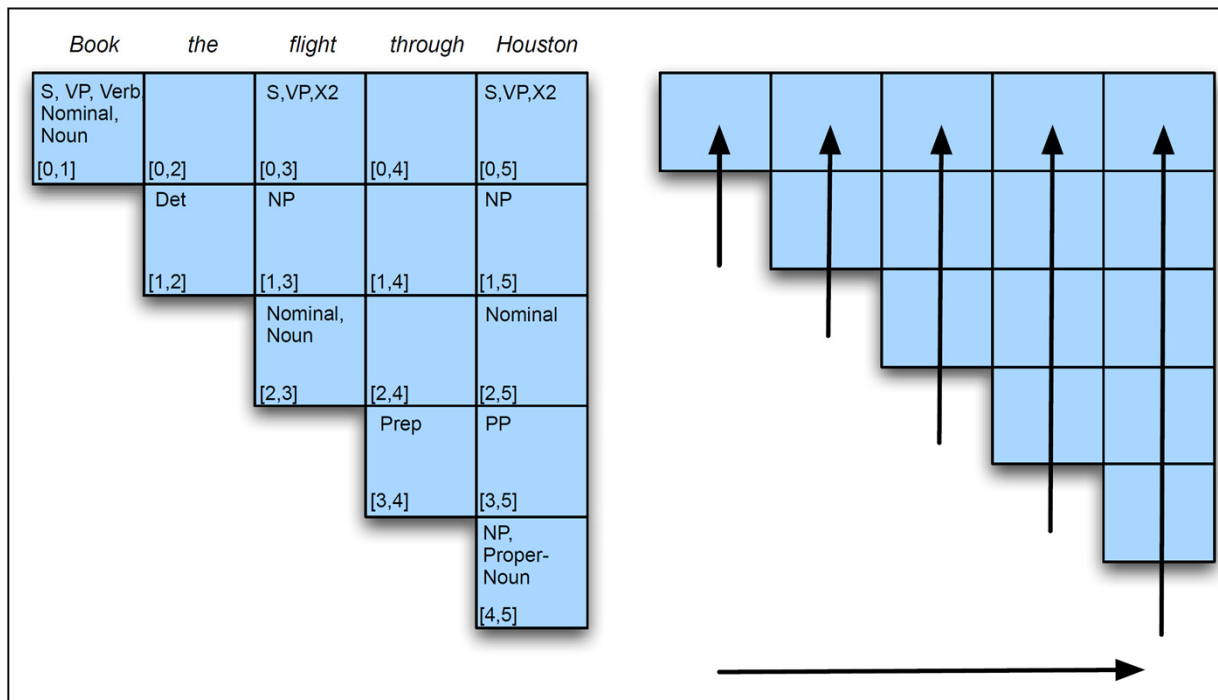 Book the flight through Houston
S, VP, Verb, Nominal, Noun
[0,1]
[0,2]
S,VP,X2
[0,3]
[0,4]
S,VP,X2
[0,5]
Det
[1,2]
NP
[1,3]
[1,4]
NP
[1,5]
Nominal,
Noun
[2,3]
[2,4]
Nominal
[2,5]
Prep
[3,4]
PP
[3,5]
NP,
Proper-
Noun
[4,5]